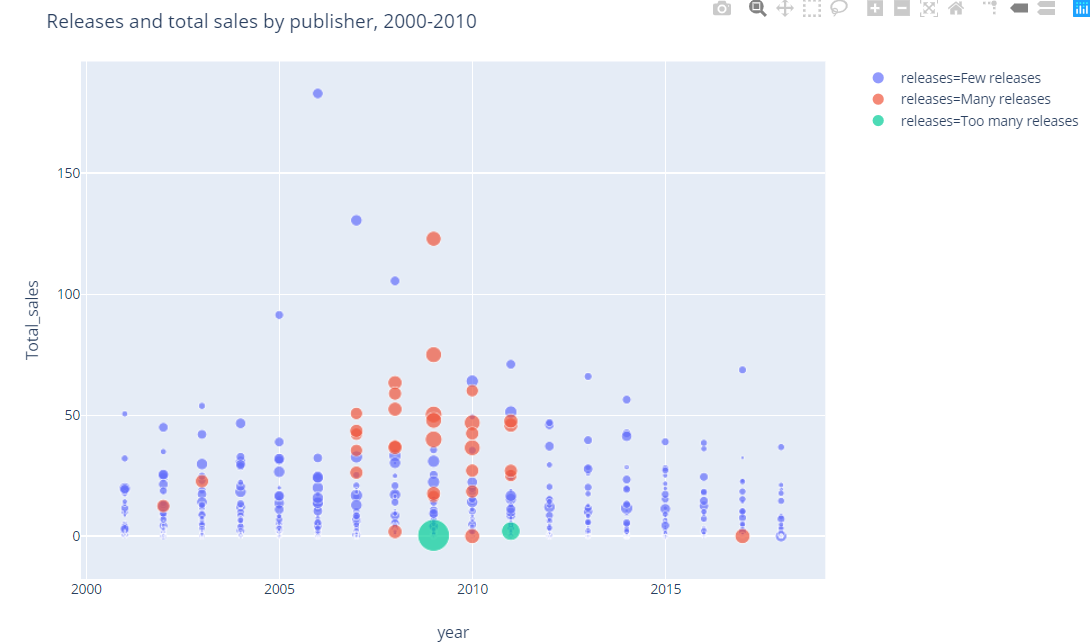 Releases and total sales by publisher, 2000-2010
releases=Few releases
releases=Many releases
releases=Too many releases
150
100
50
0
Total_sales
2000
2005
2010
2015
year